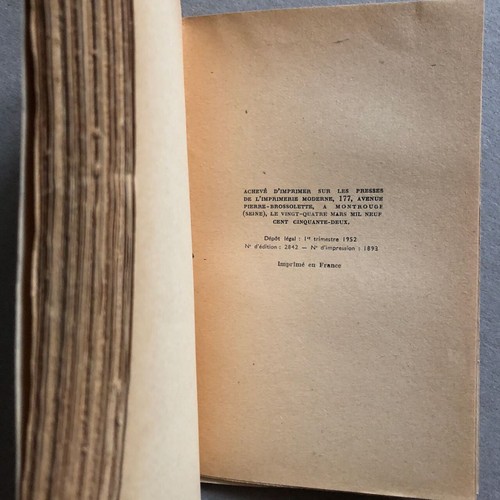 ACHEVÉ D'IMPRIMER SUR LES PRESSES
DE L'IMPRIMERIE MODERNE, 177, AVENUE
PIERRE-BROSSOLETTE, A MONTROUGE
(SEINE), LE VINGT-QUATRE MARS MIL NEUF
CENT CINQUANTE-DEUX.
Dépôt légal : 1er trimestre 1952
N° d'édition : 2843 — N° d'impression : 1893
Imprimé en France